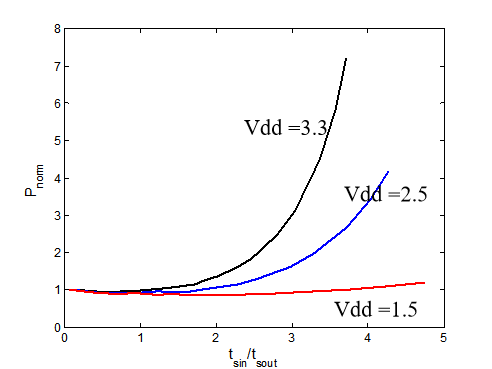 8
7
6
5
4
3
2
1
0
P_norm
Vdd =3.3
Vdd =2.5
Vdd =1.5
0 1 2 3 4 5
t_sin/t_sout